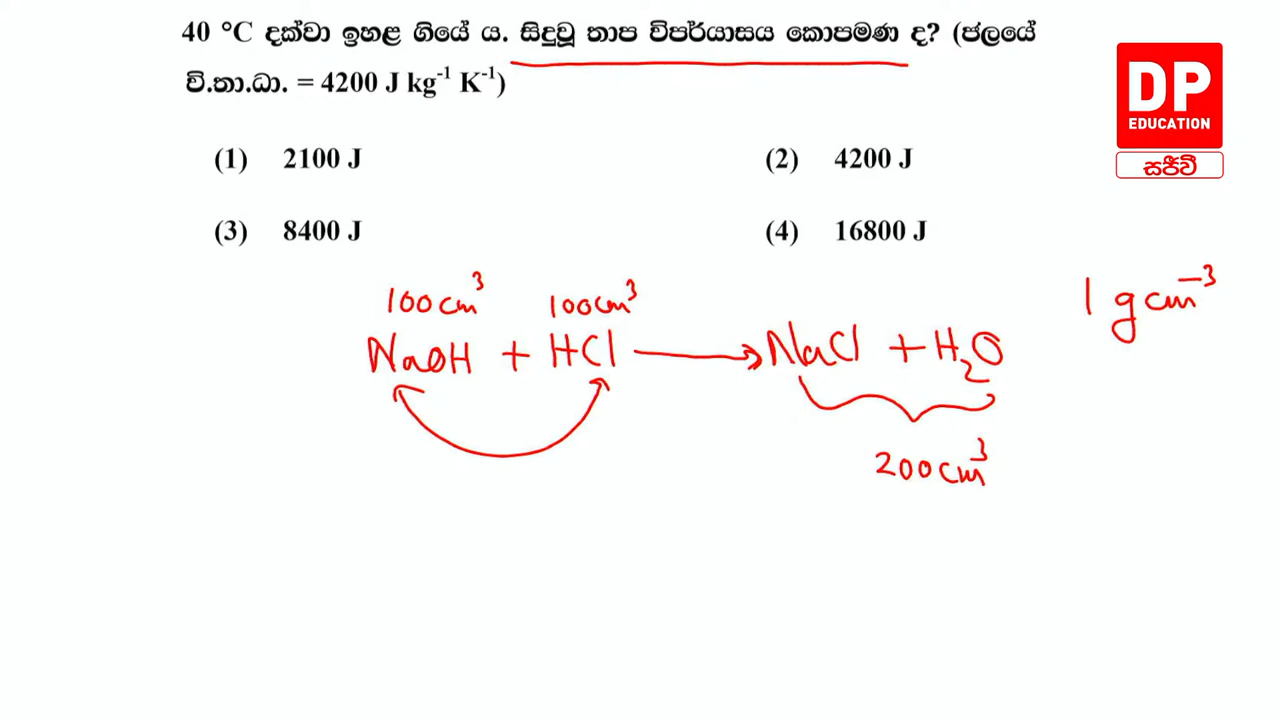 40 °C දක්වා ඉහළ ගියේ ය. සිදුවූ තාප විපර්යාසය කොපමණ ද? (ජලයේ
වි.තා.ධා. = 4200 J kg⁻¹ K⁻¹)
DP
EDUCATION
සජීවී
(1) 2100 J (2) 4200 J
(3) 8400 J (4) 16800 J
100cm³ 100cm³ 1 gcm⁻³
NaOH + HCl → NaCl + H₂O
200cm³